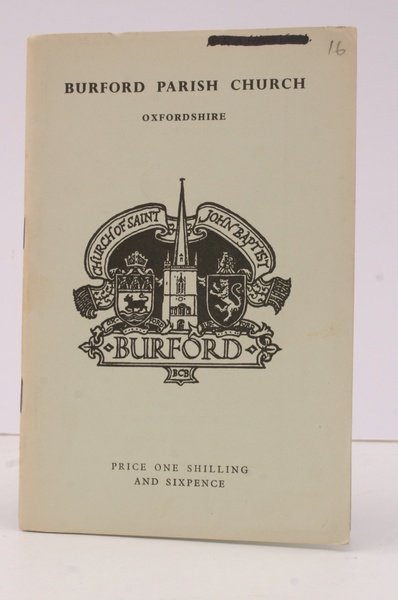 16
BURFORD PARISH CHURCH
OXFORDSHIRE
CHURCH OF SAINT JOHN BAPTIST
BURFORD
BCB
PRICE ONE SHILLING
AND SIXPENCE